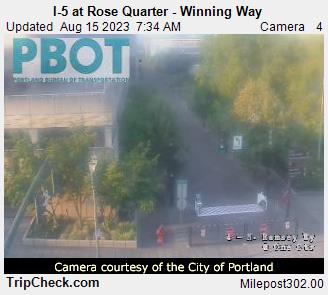 I-5 at Rose Quarter - Winning Way
Updated Aug 15 2023 7:34 AM Camera 4
PBOT
PORTLAND BUREAU OF TRANSPORTATION
Camera courtesy of the City of Portland
TripCheck.com Milepost302.00